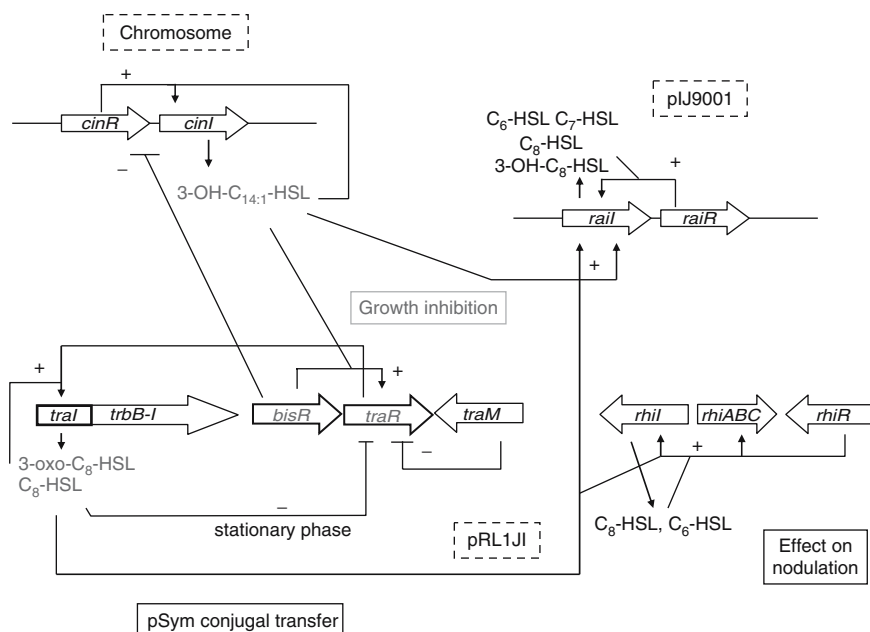 Chromosome
+
cinR
cinI
–
3-OH-C14:1-HSL
pIJ9001
C6-HSL C7-HSL
C8-HSL
3-OH-C8-HSL
+
raiI
raiR
+
Growth inhibition
+
+
traI
trbB-I
bisR
traR
traM
–
3-oxo-C8-HSL
C8-HSL
–
stationary phase
rhiI
rhiABC
rhiR
+
C8-HSL, C6-HSL
pRL1JI
Effect on
nodulation
pSym conjugal transfer